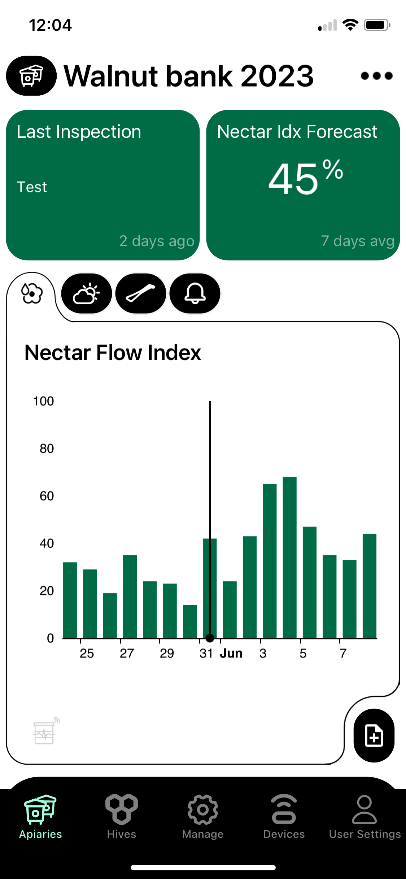 12:04
Walnut bank 2023
Last Inspection
Test
2 days ago
Nectar Idx Forecast
45%
7 days avg
Nectar Flow Index
100
80
60
40
20
0
25 27 29 31 Jun 3 5 7
Apiaries Hives Manage Devices User Settings